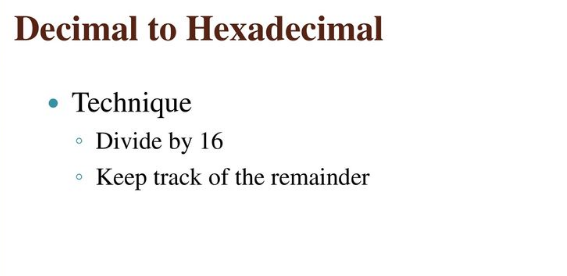 Decimal to Hexadecimal
Technique
Divide by 16
Keep track of the remainder